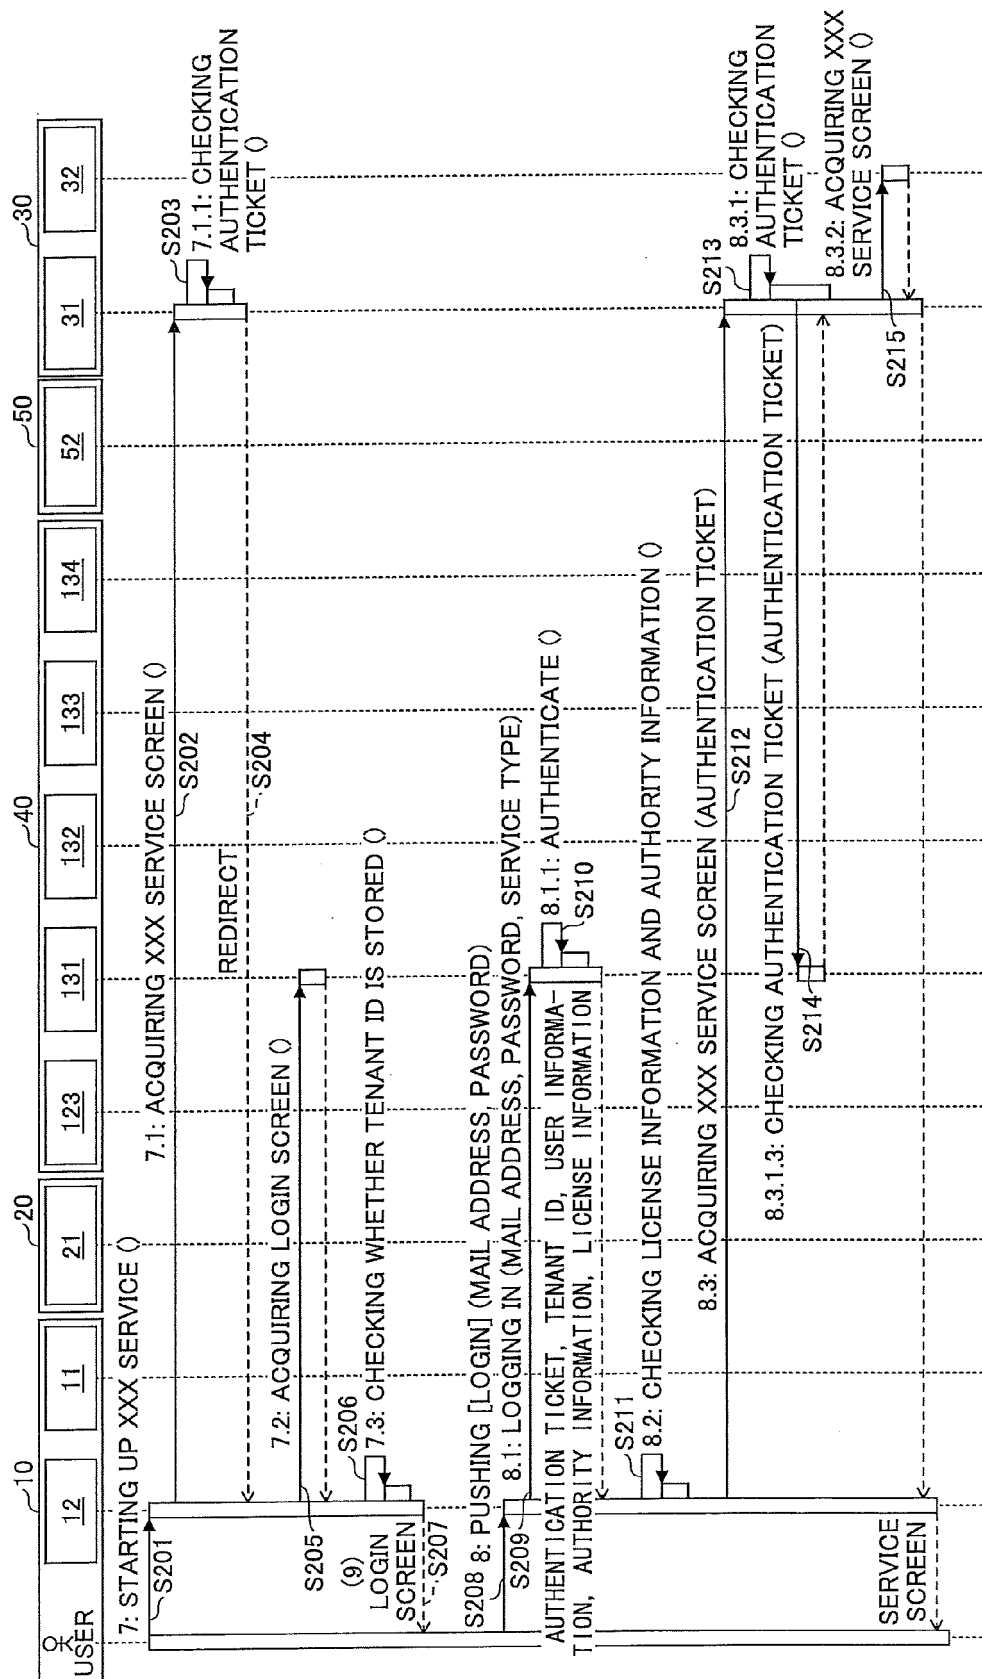 USER
10
12
11
20
21
40
123
131
132
133
134
50
52
30
31
32
7: STARTING UP XXX SERVICE ()
S201
7.1: ACQUIRING XXX SERVICE SCREEN ()
S202
S203
7.1.1: CHECKING
AUTHENTICATION
TICKET ()
REDIRECT
S204
7.2: ACQUIRING LOGIN SCREEN ()
S205
S206
7.3: CHECKING WHETHER TENANT ID IS STORED ()
(9)
LOGIN
SCREEN
S207
S208
8: PUSHING [LOGIN] (MAIL ADDRESS, PASSWORD)
S209
8.1: LOGGING IN (MAIL ADDRESS, PASSWORD, SERVICE TYPE)
8.1.1: AUTHENTICATE ()
S210
AUTHENTICATION TICKET, TENANT ID, USER INFORMA-
TION, AUTHORITY INFORMATION, LICENSE INFORMATION
S211
8.2: CHECKING LICENSE INFORMATION AND AUTHORITY INFORMATION ()
8.3: ACQUIRING XXX SERVICE SCREEN (AUTHENTICATION TICKET)
S212
S213
8.3.1: CHECKING
AUTHENTICATION
TICKET ()
8.3.1.3: CHECKING AUTHENTICATION TICKET (AUTHENTICATION TICKET)
S214
8.3.2: ACQUIRING XXX
SERVICE SCREEN ()
S215
SERVICE
SCREEN